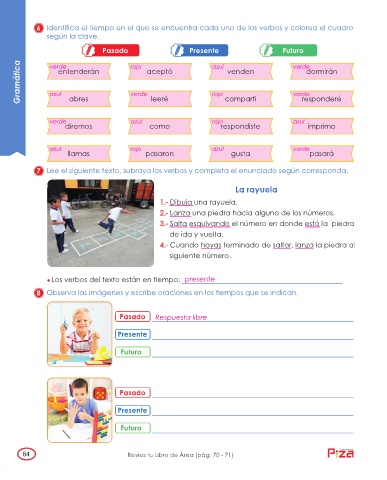 6 Identifica el tiempo en el que se encuentra cada uno de los verbos y colorea el cuadro
según la clave.
Pasado Presente Futuro
Gramática
verde rojo azul verde
entenderán aceptó venden dormirán
azul verde rojo verde
abres leeré compartí responderé
verde azul rojo azul
diremos como respondiste imprimo
azul rojo azul verde
llamas pasaron gusta pasará
7 Lee el siguiente texto, subraya los verbos y completa el enunciado según corresponda.
La rayuela
1.- Dibuja una rayuela.
2.- Lanza una piedra hacia alguno de los números.
3.- Salta esquivando el número en donde está la piedra
de ida y vuelta.
4.- Cuando hayas terminado de saltar, lanza la piedra al
siguiente número.
Los verbos del texto están en tiempo: presente
8 Observa las imágenes y escribe oraciones en los tiempos que se indican.
Pasado Respuesta libre
Presente
Futuro
Pasado
Presente
Futuro
84
Revisa tu Libro de Área (pág. 70 - 71)